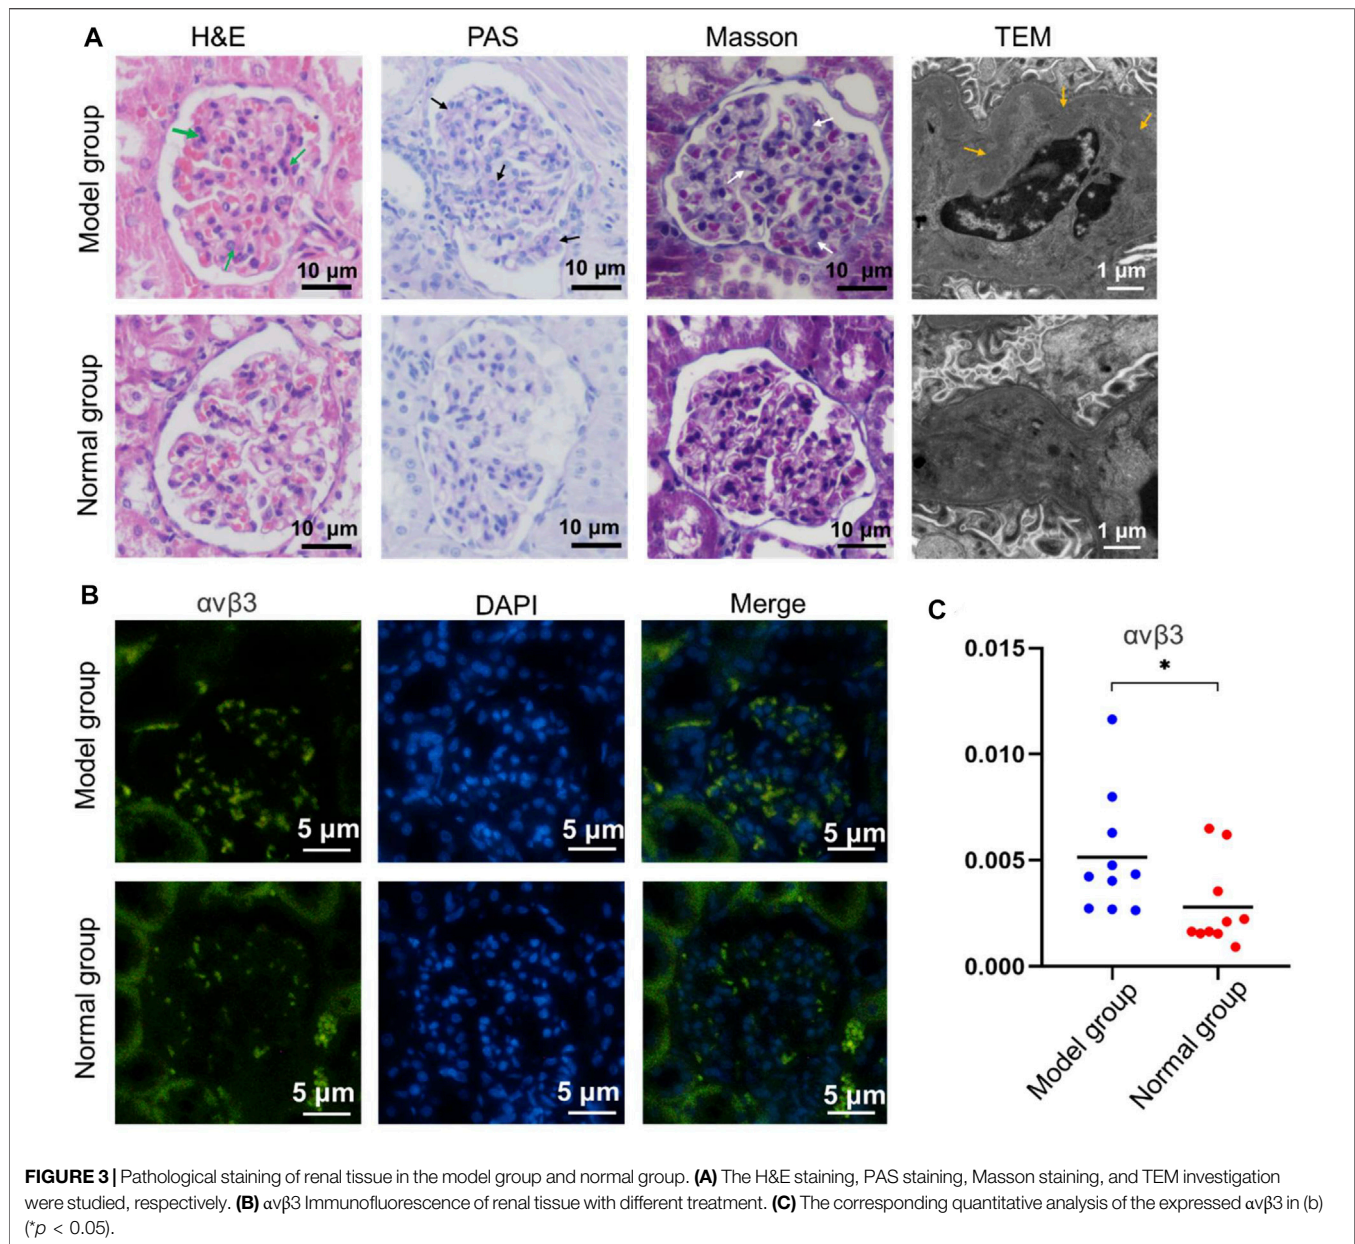 A
H&E PAS Masson TEM
Model group
10 µm 10 µm 10 µm 1 µm
Normal group
10 µm 10 µm 10 µm 1 µm
B
αvβ3 DAPI Merge
Model group
5 µm 5 µm 5 µm
Normal group
5 µm 5 µm 5 µm
C
αvβ3
*
0.015
0.010
0.005
0.000
Model group
Normal group
FIGURE 3 | Pathological staining of renal tissue in the model group and normal group. (A) The H&E staining, PAS staining, Masson staining, and TEM investigation
were studied, respectively. (B) αvβ3 Immunofluorescence of renal tissue with different treatment. (C) The corresponding quantitative analysis of the expressed αvβ3 in (b)
(*p < 0.05).